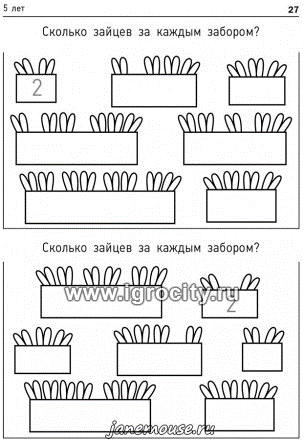 5 лет 27
Сколько зайцев за каждым забором?
2
Сколько зайцев за каждым забором?
www.igrocity.ru
2
janemouse.ru